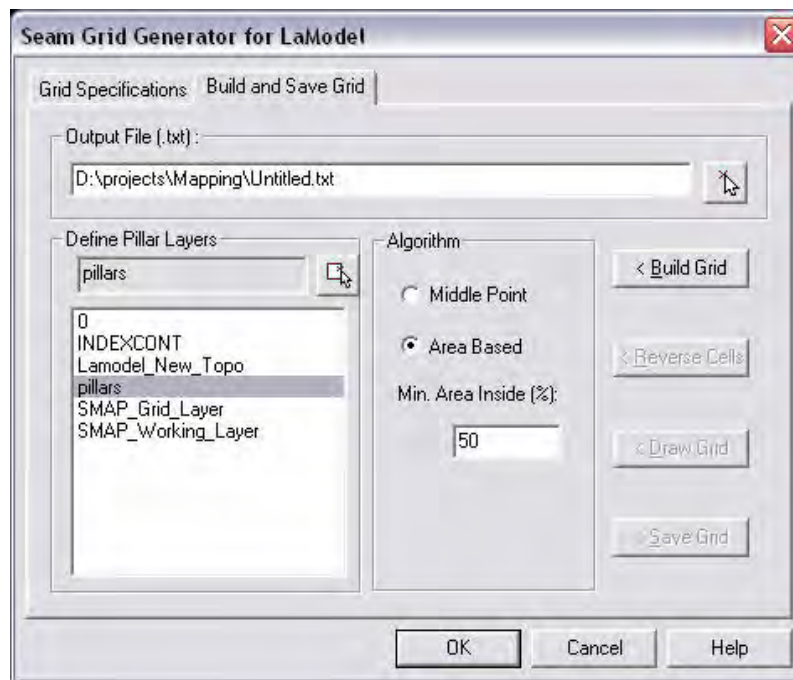 Seam Grid Generator for LaModel
Grid Specifications
Build and Save Grid
Output File (.txt) :
D:\projects\Mapping\Untitled.txt
Define Pillar Layers
pillars
0
INDEXCONT
Lamodel_New_Topo
pillars
SMAP_Grid_Layer
SMAP_Working_Layer
Algorithm
Middle Point
Area Based
Min. Area Inside (%):
50
< Build Grid
< Reverse Cells
< Draw Grid
< Save Grid
OK
Cancel
Help